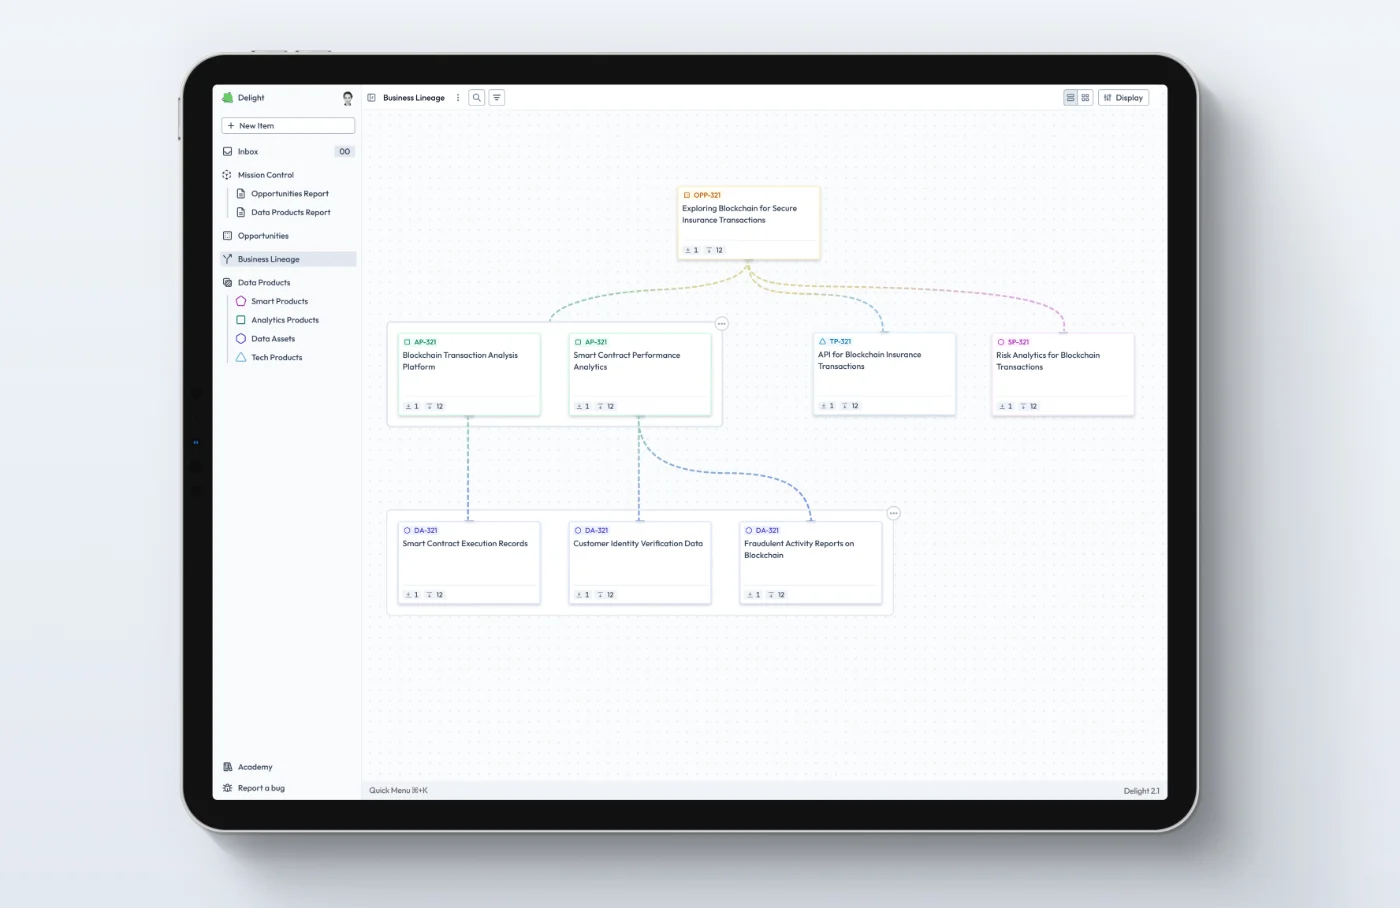 Delight
Business Lineage
Display
New Item
Inbox
00
Mission Control
Opportunities Report
Data Products Report
Opportunities
Business Lineage
Data Products
Smart Products
Analytics Products
Data Assets
Tech Products
Academy
Report a bug
OPP-321
Exploring Blockchain for Secure
Insurance Transactions
1 12
AP-321
Blockchain Transaction Analysis
Platform
1 12
AP-321
Smart Contract Performance
Analytics
1 12
TP-321
API for Blockchain Insurance
Transactions
1 12
SP-321
Risk Analytics for Blockchain
Transactions
1 12
DA-321
Smart Contract Execution Records
1 12
DA-321
Customer Identity Verification Data
1 12
DA-321
Fraudulent Activity Reports on
Blockchain
1 12
Quick Menu ⌘+K
Delight 2.1